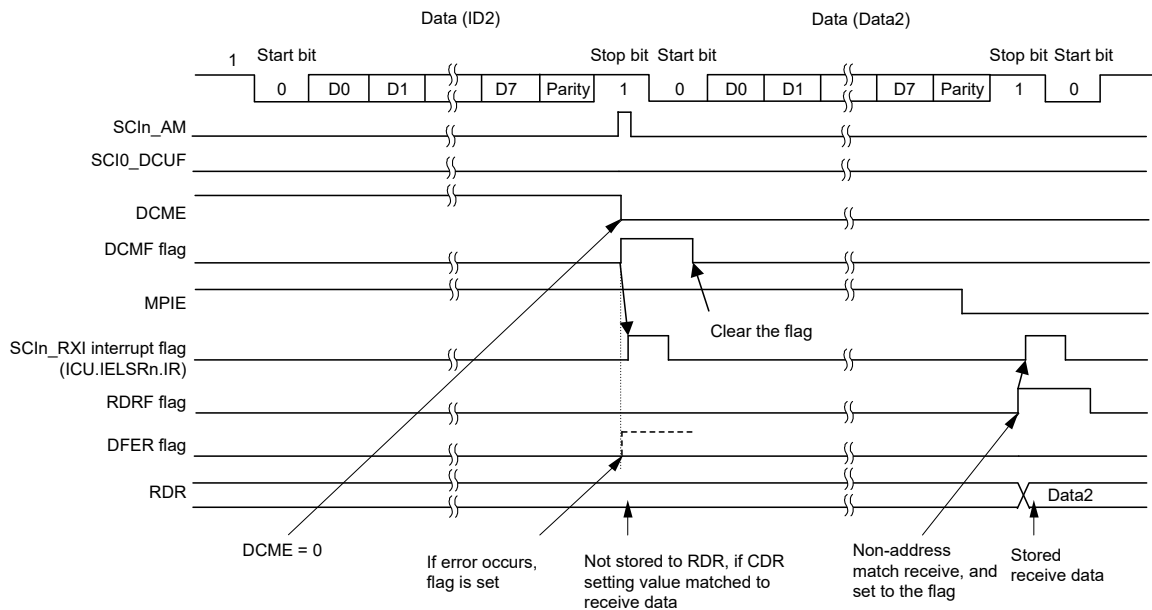 Data (ID2)
Data (Data2)
1
Start bit
Stop bit
Start bit
Stop bit
Start bit
0
D0
D1
D7
Parity
1
0
D0
D1
D7
Parity
1
0
SCIn_AM
SCI0_DCUF
DCME
DCMF flag
MPIE
Clear the flag
SCIn_RXI interrupt flag
(ICU.IELSRn.IR)
RDRF flag
DFER flag
RDR
Data2
DCME = 0
If error occurs,
flag is set
Not stored to RDR, if CDR
setting value matched to
receive data
Non-address
match receive, and
set to the flag
Stored
receive data